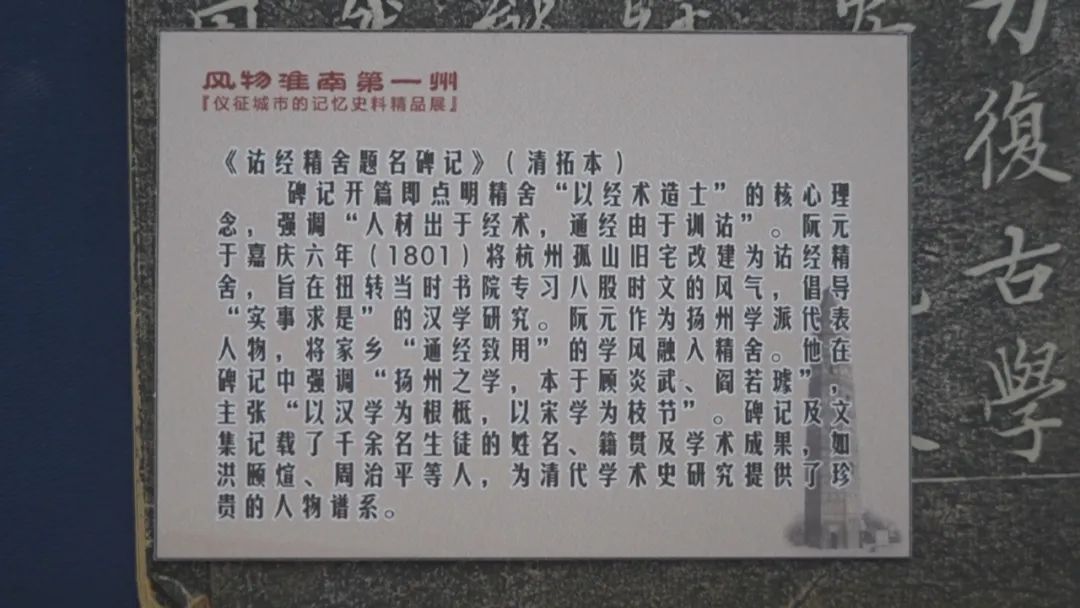 风物淮南第一州
『仪征城市的记忆史料精品展』
《诂经精舍题名碑记》（清拓本）
碑记开篇即点明精舍“以经术造士”的核心理
念，强调“人材出于经术，通经由于训诂”。阮元
于嘉庆六年（1801）将杭州孤山旧宅改建为诂经精
舍，旨在扭转当时书院专习八股时文的风气，倡导
“实事求是”的汉学研究。阮元作为扬州学派代表
人物，将家乡“通经致用”的学风融入精舍。他在
碑记中强调“扬州之学，本于顾炎武、阎若璩”，
主张“以汉学为根柢，以宋学为枝节”。碑记及文
集记载了千余名生徒的姓名、籍贯及学术成果，如
洪颐煊、周治平等人，为清代学术史研究提供了珍
贵的人物谱系。
力復古學